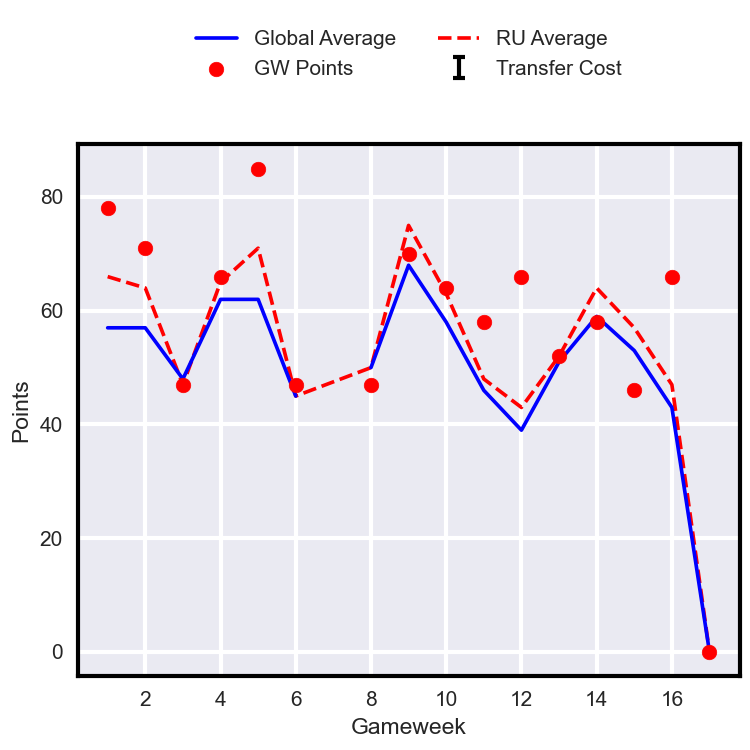 Global Average RU Average
GW Points Transfer Cost
80
60
40
20
0
Points
2 4 6 8 10 12 14 16
Gameweek